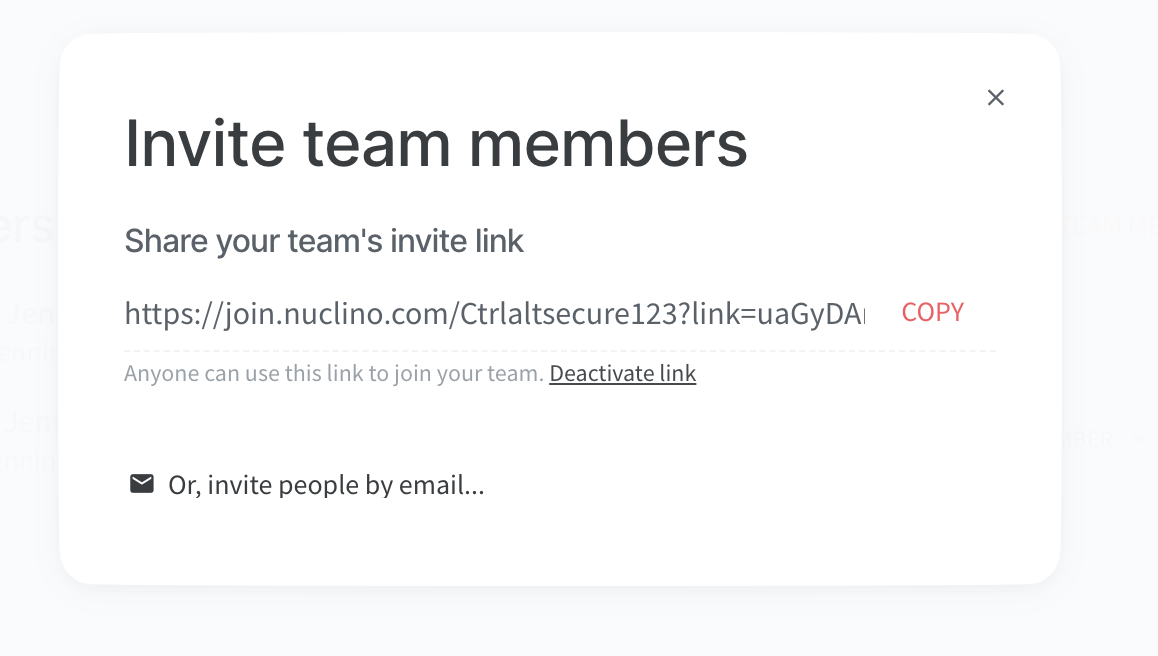 Invite team members
Share your team's invite link
https://join.nuclino.com/Ctrlaltsecure123?link=uaGyDA
COPY
Anyone can use this link to join your team. Deactivate link
Or, invite people by email...